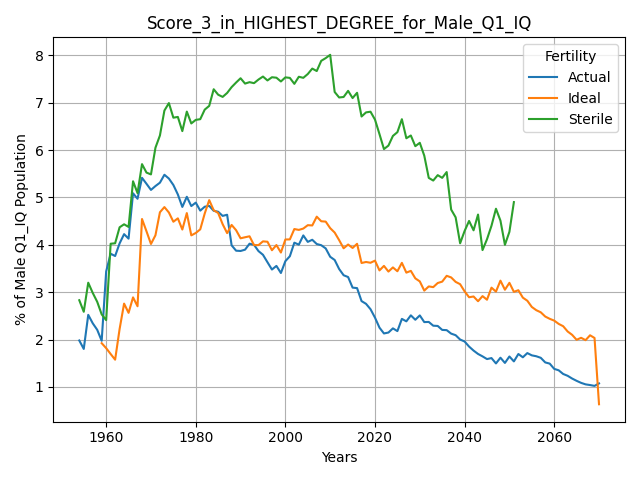 Score_3_in_HIGHEST_DEGREE_for_Male_Q1_IQ
Fertility
Actual
Ideal
Sterile
% of Male Q1_IQ Population
8
7
6
5
4
3
2
1
1960
1980
2000
2020
2040
2060
Years